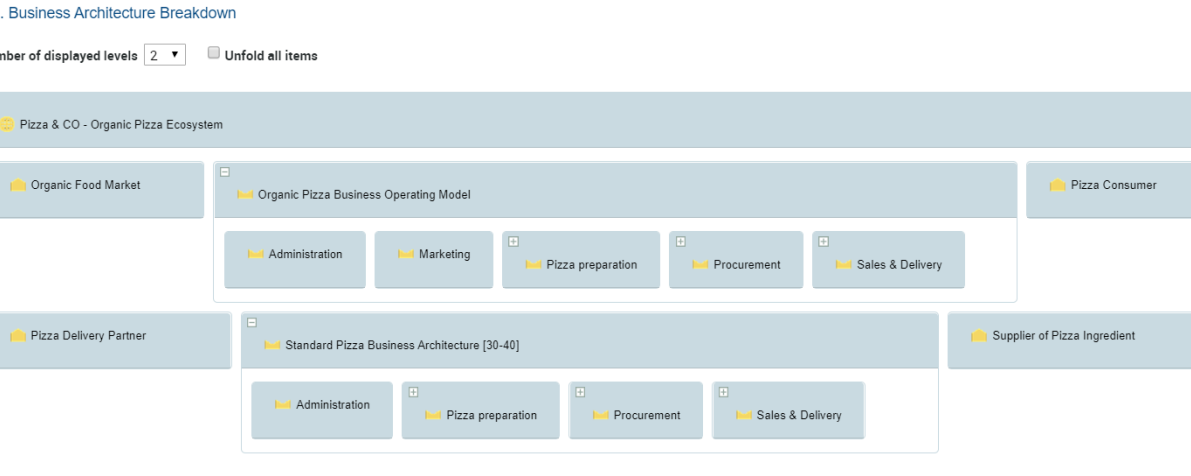 . Business Architecture Breakdown
mber of displayed levels 2 Unfold all items
Pizza & CO - Organic Pizza Ecosystem
Organic Food Market
Organic Pizza Business Operating Model
Pizza Consumer
Administration
Marketing
Pizza preparation
Procurement
Sales & Delivery
Pizza Delivery Partner
Standard Pizza Business Architecture [30-40]
Supplier of Pizza Ingredient
Administration
Pizza preparation
Procurement
Sales & Delivery